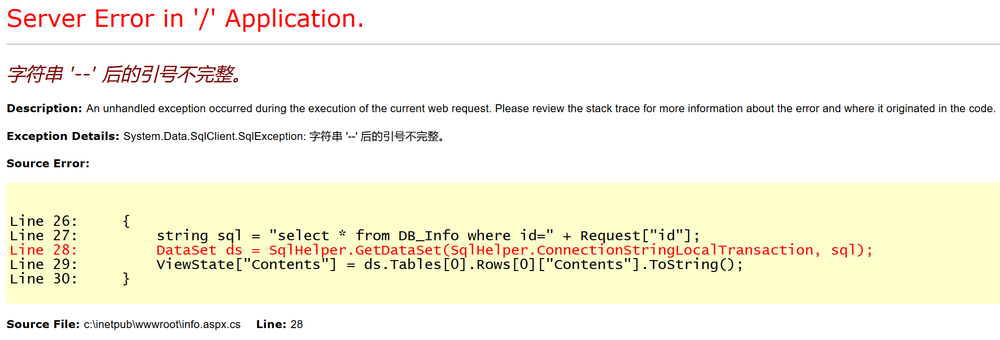 Server Error in '/' Application.
字符串 '--' 后的引号不完整。
Description: An unhandled exception occurred during the execution of the current web request. Please review the stack trace for more information about the error and where it originated in the code.
Exception Details: System.Data.SqlClient.SqlException: 字符串 '--' 后的引号不完整。
Source Error:
Line 26:     {
Line 27:         string sql = "select * from DB_Info where id=" + Request["id"];
Line 28:         DataSet ds = SqlHelper.GetDataSet(SqlHelper.ConnectionStringLocalTransaction, sql);
Line 29:         ViewState["Contents"] = ds.Tables[0].Rows[0]["Contents"].ToString();
Line 30:     }
Source File: c:\inetpub\wwwroot\info.aspx.cs    Line: 28